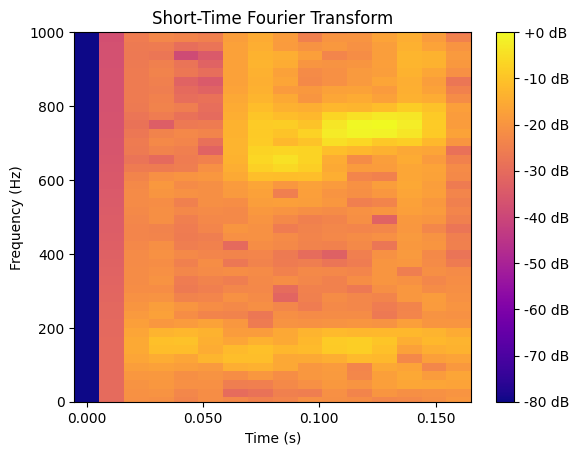 Short-Time Fourier Transform
Frequency (Hz)
1000
800
600
400
200
0
0.000
0.050
0.100
0.150
Time (s)
+0 dB
-10 dB
-20 dB
-30 dB
-40 dB
-50 dB
-60 dB
-70 dB
-80 dB